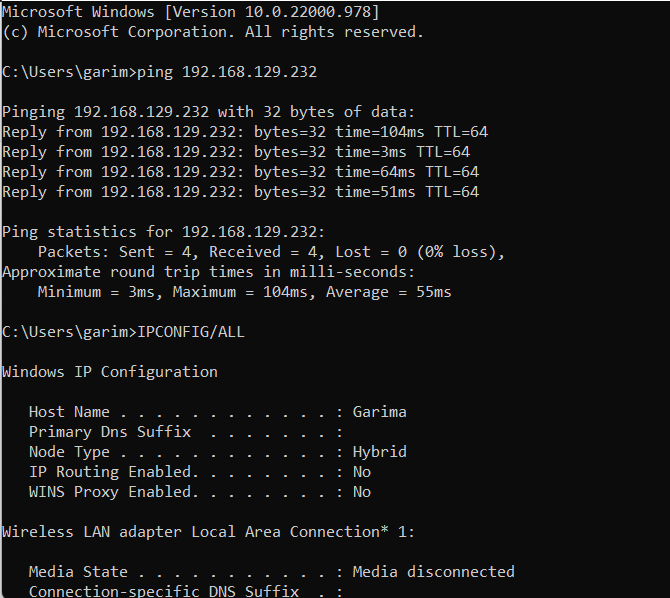 Microsoft Windows [Version 10.0.22000.978]
(c) Microsoft Corporation. All rights reserved.
C:\Users\garim>ping 192.168.129.232
Pinging 192.168.129.232 with 32 bytes of data:
Reply from 192.168.129.232: bytes=32 time=104ms TTL=64
Reply from 192.168.129.232: bytes=32 time=3ms TTL=64
Reply from 192.168.129.232: bytes=32 time=64ms TTL=64
Reply from 192.168.129.232: bytes=32 time=51ms TTL=64
Ping statistics for 192.168.129.232:
    Packets: Sent = 4, Received = 4, Lost = 0 (0% loss),
Approximate round trip times in milli-seconds:
    Minimum = 3ms, Maximum = 104ms, Average = 55ms
C:\Users\garim>IPCONFIG/ALL
Windows IP Configuration
   Host Name . . . . . . . . . . . . : Garima
   Primary Dns Suffix  . . . . . . . :
   Node Type . . . . . . . . . . . . : Hybrid
   IP Routing Enabled. . . . . . . . : No
   WINS Proxy Enabled. . . . . . . . : No
Wireless LAN adapter Local Area Connection* 1:
   Media State . . . . . . . . . . . : Media disconnected
   Connection-specific DNS Suffix  . :